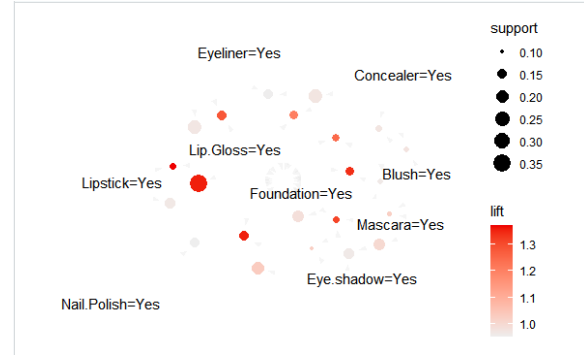 Eyeliner=Yes
Concealer=Yes
Lip.Gloss=Yes
Lipstick=Yes
Blush=Yes
Foundation=Yes
Mascara=Yes
Eye.shadow=Yes
Nail.Polish=Yes
support
0.10
0.15
0.20
0.25
0.30
0.35
lift
1.3
1.2
1.1
1.0